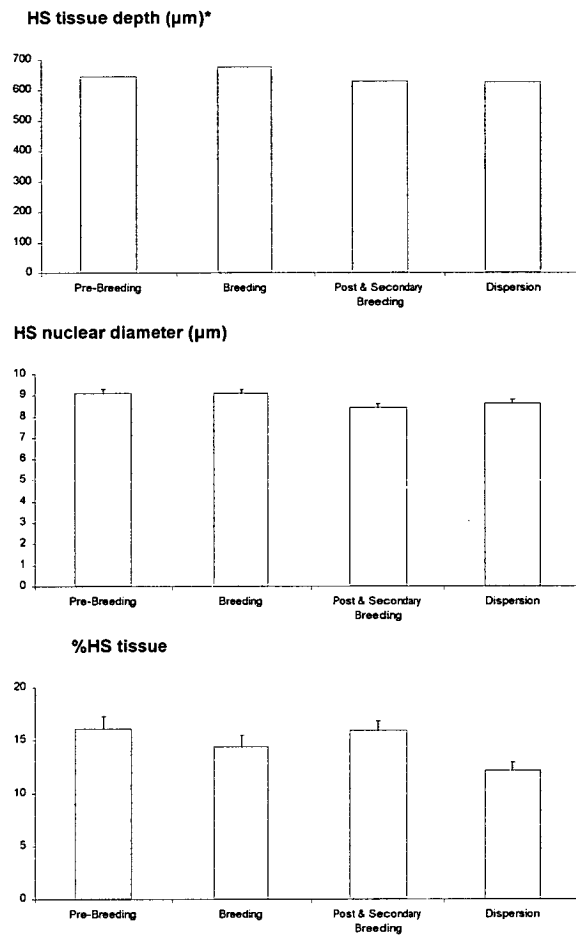 HS tissue depth (µm)*
700
600
500
400
300
200
100
0
Pre-Breeding
Breeding
Post & Secondary
Breeding
Dispersion
HS nuclear diameter (µm)
10
9
8
7
6
5
4
3
2
1
0
Pre-Breeding
Breeding
Post & Secondary
Breeding
Dispersion
%HS tissue
20
15
10
5
0
Pre-Breeding
Breeding
Post & Secondary
Breeding
Dispersion